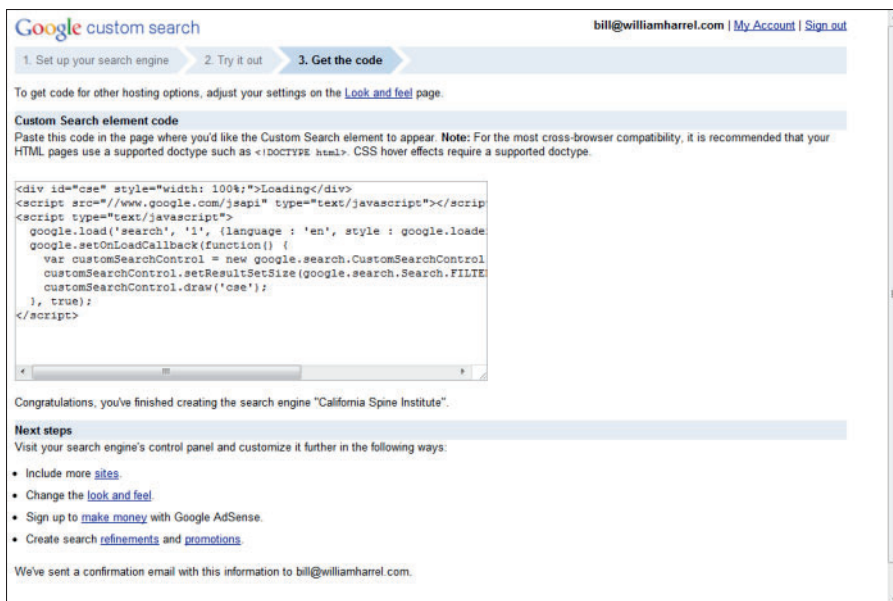 Google custom search
bill@williamharrel.com | My Account | Sign out
1. Set up your search engine 2. Try it out 3. Get the code
To get code for other hosting options, adjust your settings on the Look and feel page.
Custom Search element code
Paste this code in the page where you'd like the Custom Search element to appear. Note: For the most cross-browser compatibility, it is recommended that your
HTML pages use a supported doctype such as <!DOCTYPE html>. CSS hover effects require a supported doctype.
<div id="cse" style="width: 100%;">Loading</div>
<script src="//www.google.com/jsapi" type="text/javascript"></scrip
<script type="text/javascript">
google.load('search', '1', {language : 'en', style : google.loade
google.setOnLoadCallback(function() {
var customSearchControl = new google.search.CustomSearchControl
customSearchControl.setResultSetSize(google.search.Search.FILTE
customSearchControl.draw('cse');
}, true);
</script>
Congratulations, you've finished creating the search engine "California Spine Institute".
Next steps
Visit your search engine's control panel and customize it further in the following ways:
• Include more sites.
• Change the look and feel.
• Sign up to make money with Google AdSense.
• Create search refinements and promotions.
We've sent a confirmation email with this information to bill@williamharrel.com.